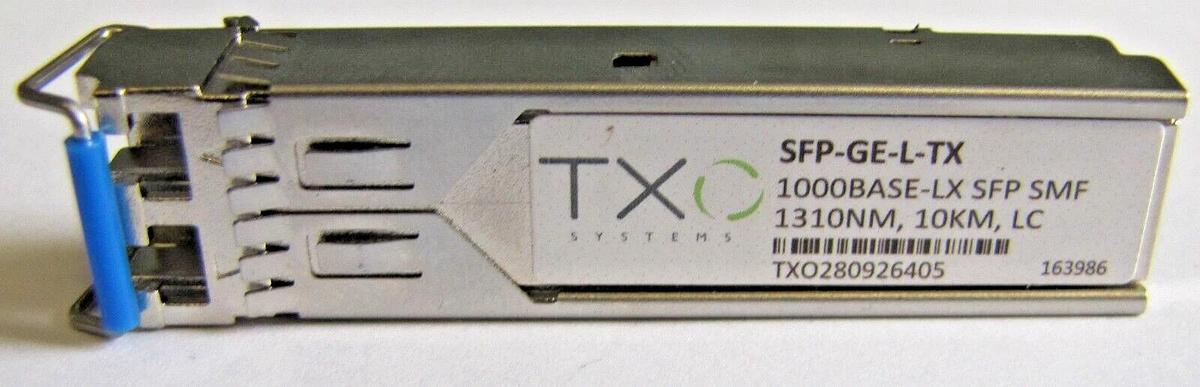 TXO
SYSTEMS
SFP-GE-L-TX
1000BASE-LX SFP SMF
1310NM, 10KM, LC
TXO280926405
163986